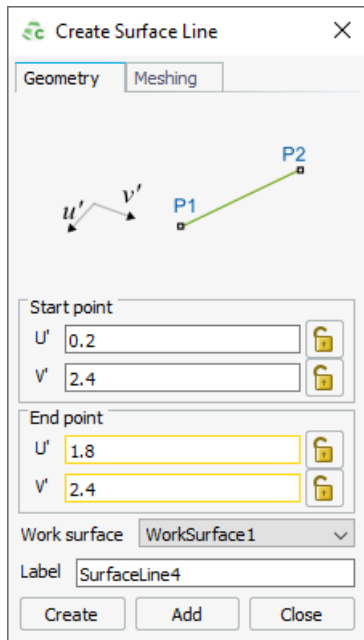 Create Surface Line
Geometry Meshing
u' v' P1 P2
Start point
U' 0.2
V' 2.4
End point
U' 1.8
V' 2.4
Work surface WorkSurface1
Label SurfaceLine4
Create Add Close